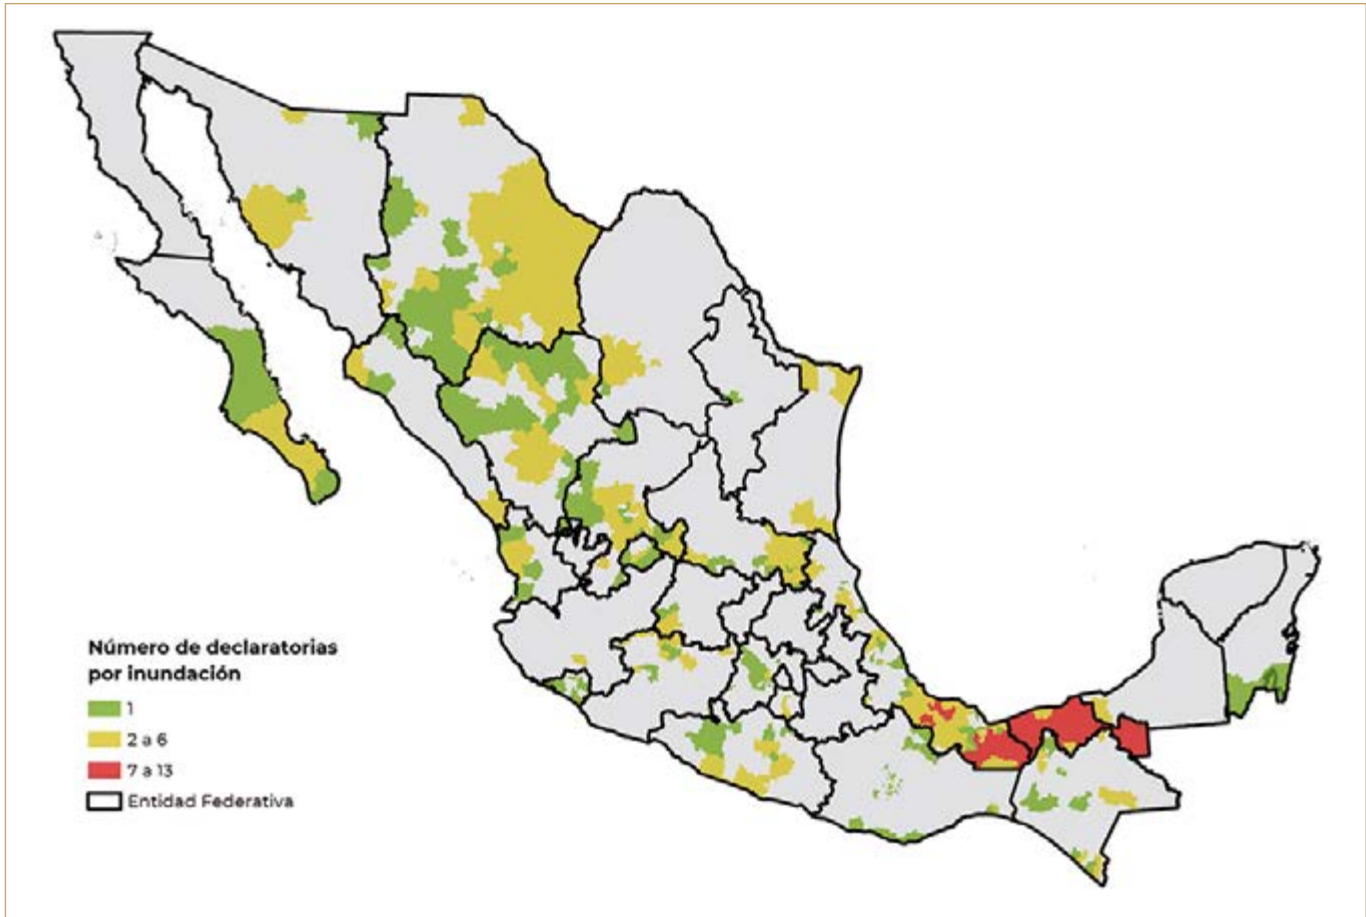 Número de declaratorias
por inundación
1
2 a 6
7 a 13
Entidad Federativa